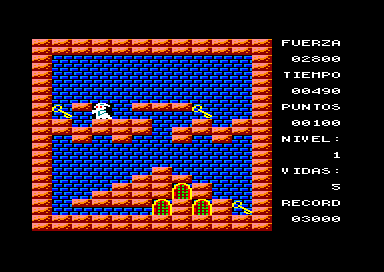 FUERZA
02800
TIEMPO
00490
PUNTOS
00100
NIVEL:
1
VIDAS:
5
RECORD
03000